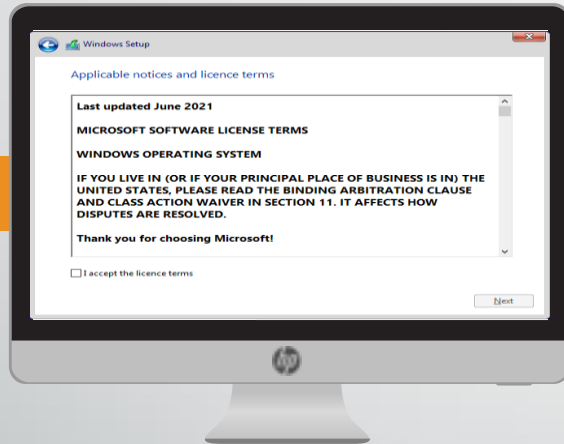 Windows Setup
Applicable notices and licence terms
Last updated June 2021
MICROSOFT SOFTWARE LICENSE TERMS
WINDOWS OPERATING SYSTEM
IF YOU LIVE IN (OR IF YOUR PRINCIPAL PLACE OF BUSINESS IS IN) THE
UNITED STATES, PLEASE READ THE BINDING ARBITRATION CLAUSE
AND CLASS ACTION WAIVER IN SECTION 11. IT AFFECTS HOW
DISPUTES ARE RESOLVED.
Thank you for choosing Microsoft!
I accept the licence terms
Next
hp